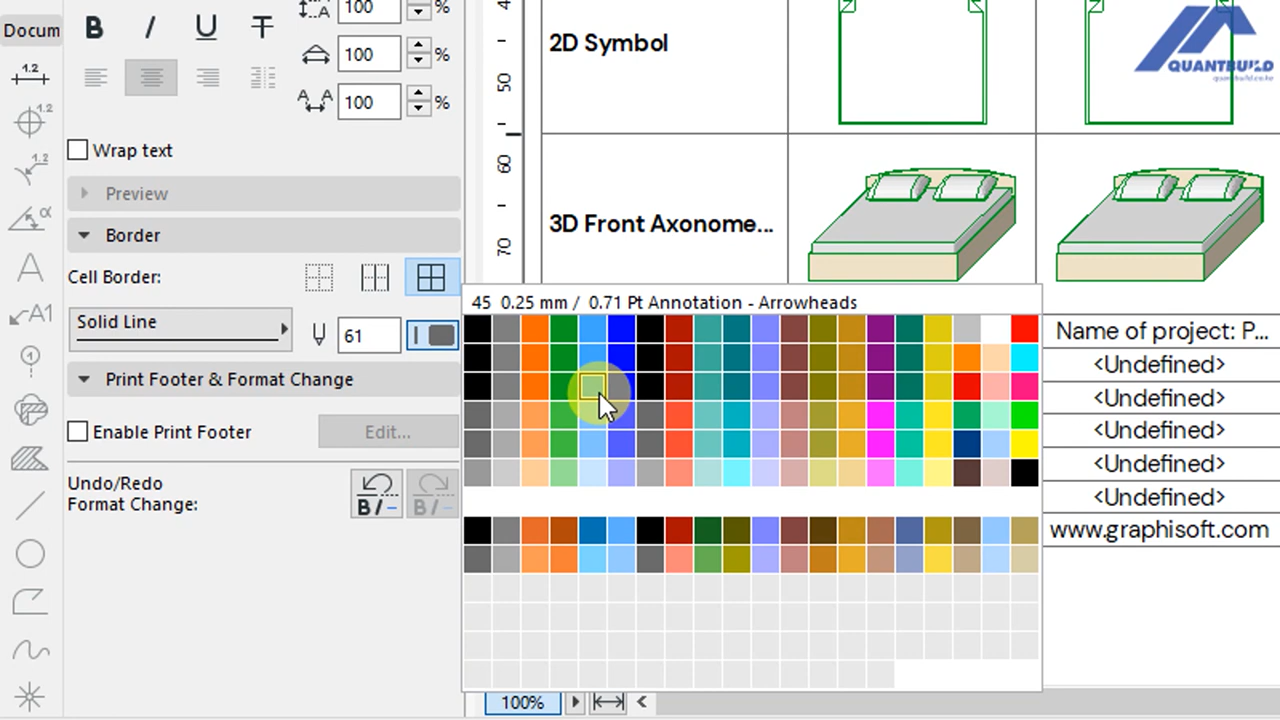 Docum
B I U T
100 %
100 %
100 %
Wrap text
Preview
Border
Cell Border:
Solid Line
61
Print Footer & Format Change
Enable Print Footer
Edit...
Undo/Redo
Format Change:
B / -
B / -
1.2
1.2
1.2
α
A
A1
1
50
60
70
2D Symbol
3D Front Axonome...
QUANTBUILD
quantbuild.co.ke
45 0.25 mm / 0.71 Pt Annotation - Arrowheads
Name of project: P...
<Undefined>
<Undefined>
<Undefined>
<Undefined>
<Undefined>
www.graphisoft.com
100%